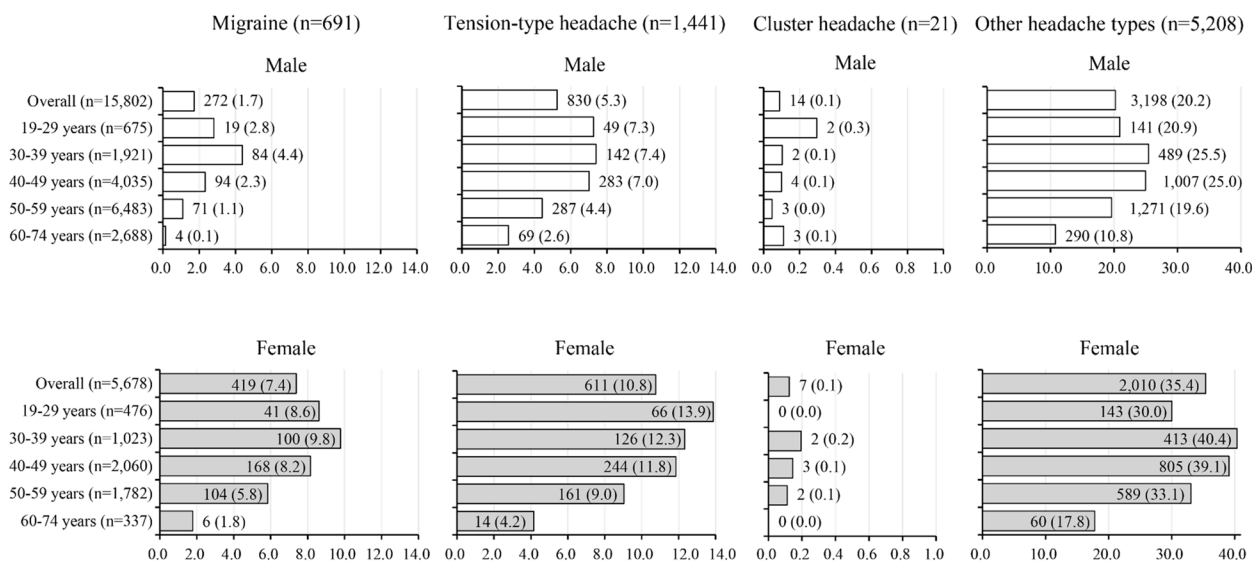 Migraine (n=691) Tension-type headache (n=1,441) Cluster headache (n=21) Other headache types (n=5,208)
Male Male Male Male
Overall (n=15,802) 272 (1.7) 830 (5.3) 14 (0.1) 3,198 (20.2)
19-29 years (n=675) 19 (2.8) 49 (7.3) 2 (0.3) 141 (20.9)
30-39 years (n=1,921) 84 (4.4) 142 (7.4) 2 (0.1) 489 (25.5)
40-49 years (n=4,035) 94 (2.3) 283 (7.0) 4 (0.1) 1,007 (25.0)
50-59 years (n=6,483) 71 (1.1) 287 (4.4) 3 (0.0) 1,271 (19.6)
60-74 years (n=2,688) 4 (0.1) 69 (2.6) 3 (0.1) 290 (10.8)
0.0 2.0 4.0 6.0 8.0 10.0 12.0 14.0 0.0 2.0 4.0 6.0 8.0 10.0 12.0 14.0 0.0 0.2 0.4 0.6 0.8 1.0 0.0 10.0 20.0 30.0 40.0
Female Female Female Female
Overall (n=5,678) 419 (7.4) 611 (10.8) 7 (0.1) 2,010 (35.4)
19-29 years (n=476) 41 (8.6) 66 (13.9) 0 (0.0) 143 (30.0)
30-39 years (n=1,023) 100 (9.8) 126 (12.3) 2 (0.2) 413 (40.4)
40-49 years (n=2,060) 168 (8.2) 244 (11.8) 3 (0.1) 805 (39.1)
50-59 years (n=1,782) 104 (5.8) 161 (9.0) 2 (0.1) 589 (33.1)
60-74 years (n=337) 6 (1.8) 14 (4.2) 0 (0.0) 60 (17.8)
0.0 2.0 4.0 6.0 8.0 10.0 12.0 14.0 0.0 2.0 4.0 6.0 8.0 10.0 12.0 14.0 0.0 0.2 0.4 0.6 0.8 1.0 0.0 10.0 20.0 30.0 40.0